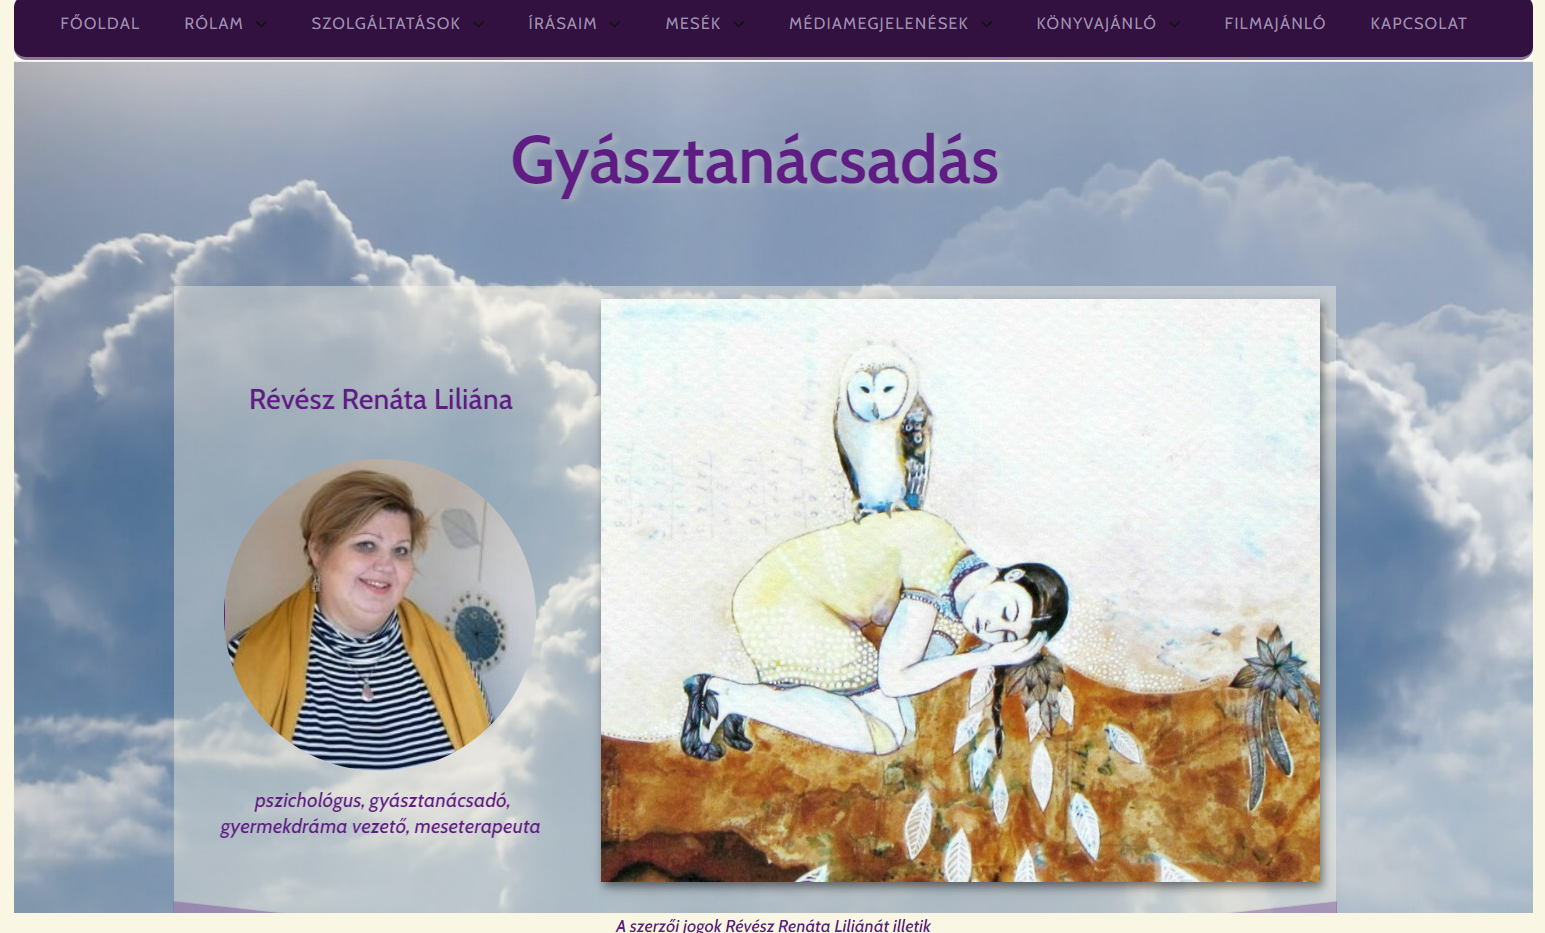 FŐOLDAL RÓLAM SZOLGÁLTATÁSOK ÍRÁSAIM MESÉK MÉDIAMEGJELENÉSEK KÖNYVAJÁNLÓ FILMAJÁNLÓ KAPCSOLAT
Gyásztanácsadás
Révész Renáta Liliána
pszichológus, gyásztanácsadó,
gyermekdráma vezető, meseterapeuta
A szerzői jogok Révész Renáta Liliánát illetik